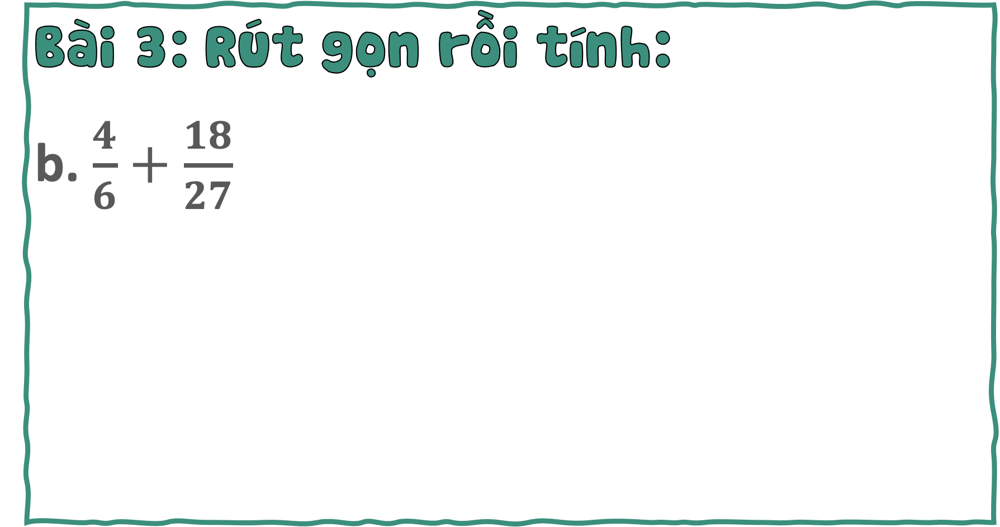 Bài 3: Rút gọn rồi tính:
b. 4/6 + 18/27